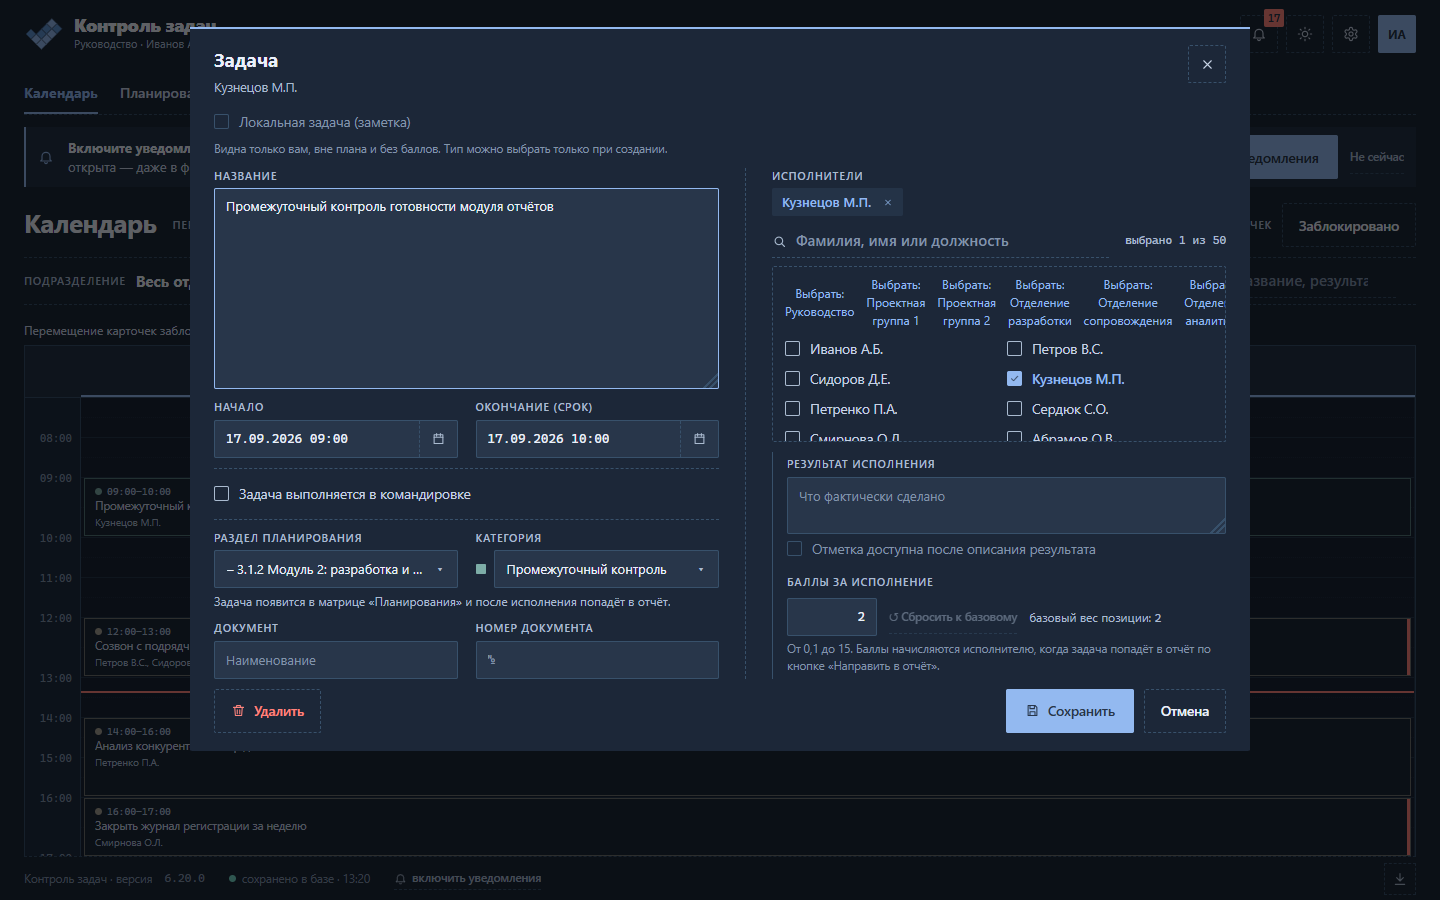 Контроль задач
Руководство · Иванов А
17
ИА
Календарь
Планирова
Включите уведомл
открыта — даже в ф
едомления
Не сейчас
Календарь
ПЕ
ЧЕК
Заблокировано
ПОДРАЗДЕЛЕНИЕ
Весь от
азвание, результа
Перемещение карточек забло
Задача
Кузнецов М.П.
Локальная задача (заметка)
Видна только вам, вне плана и без баллов. Тип можно выбрать только при создании.
НАЗВАНИЕ
Промежуточный контроль готовности модуля отчётов
НАЧАЛО
ОКОНЧАНИЕ (СРОК)
17.09.2026 09:00
17.09.2026 10:00
Задача выполняется в командировке
РАЗДЕЛ ПЛАНИРОВАНИЯ
КАТЕГОРИЯ
– 3.1.2 Модуль 2: разработка и ...
Промежуточный контроль
Задача появится в матрице «Планирования» и после исполнения попадёт в отчёт.
ДОКУМЕНТ
НОМЕР ДОКУМЕНТА
Наименование
Удалить
ИСПОЛНИТЕЛИ
Кузнецов М.П. ×
Фамилия, имя или должность
выбрано 1 из 50
Выбрать: Руководство
Выбрать: Проектная группа 1
Выбрать: Проектная группа 2
Выбрать: Отделение разработки
Выбрать: Отделение сопровождения
Выбра Отделе аналити
Иванов А.Б.
Петров В.С.
Сидоров Д.Е.
Кузнецов М.П.
Петренко П.А.
Сердюк С.О.
Смирнова О.Л.
Абрамов О.В.
РЕЗУЛЬТАТ ИСПОЛНЕНИЯ
Что фактически сделано
Отметка доступна после описания результата
БАЛЛЫ ЗА ИСПОЛНЕНИЕ
2
↺ Сбросить к базовому
базовый вес позиции: 2
От 0,1 до 15. Баллы начисляются исполнителю, когда задача попадёт в отчёт по
кнопке «Направить в отчёт».
Сохранить
Отмена
08:00
09:00
10:00
11:00
12:00
13:00
14:00
15:00
16:00
17:00
09:00–10:00
Промежуточный к
Кузнецов М.П.
12:00–13:00
Созвон с подрядч
Петров В.С., Сидоров
14:00–16:00
Анализ конкурент
Петренко П.А.
16:00–17:00
Закрыть журнал регистрации за неделю
Смирнова О.Л.
Контроль задач · версия 6.20.0
сохранено в базе · 13:20
включить уведомления